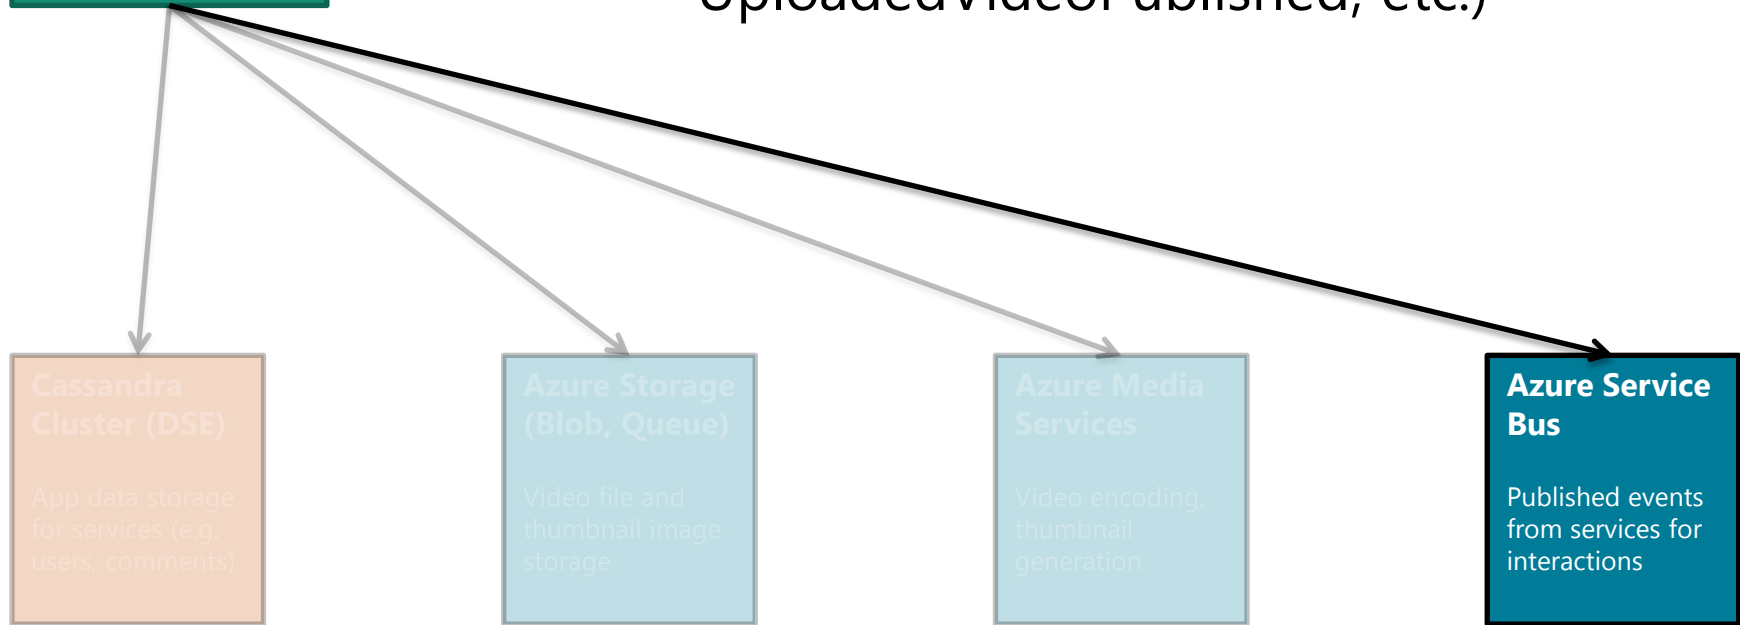 UploadedVideoPublished, etc.)
Cassandra
Cluster (DSE)
App data storage
for services (e.g.
users, comments)
Azure Storage
(Blob, Queue)
Video file and
thumbnail image
storage
Azure Media
Services
Video encoding,
thumbnail
generation
Azure Service
Bus
Published events
from services for
interactions